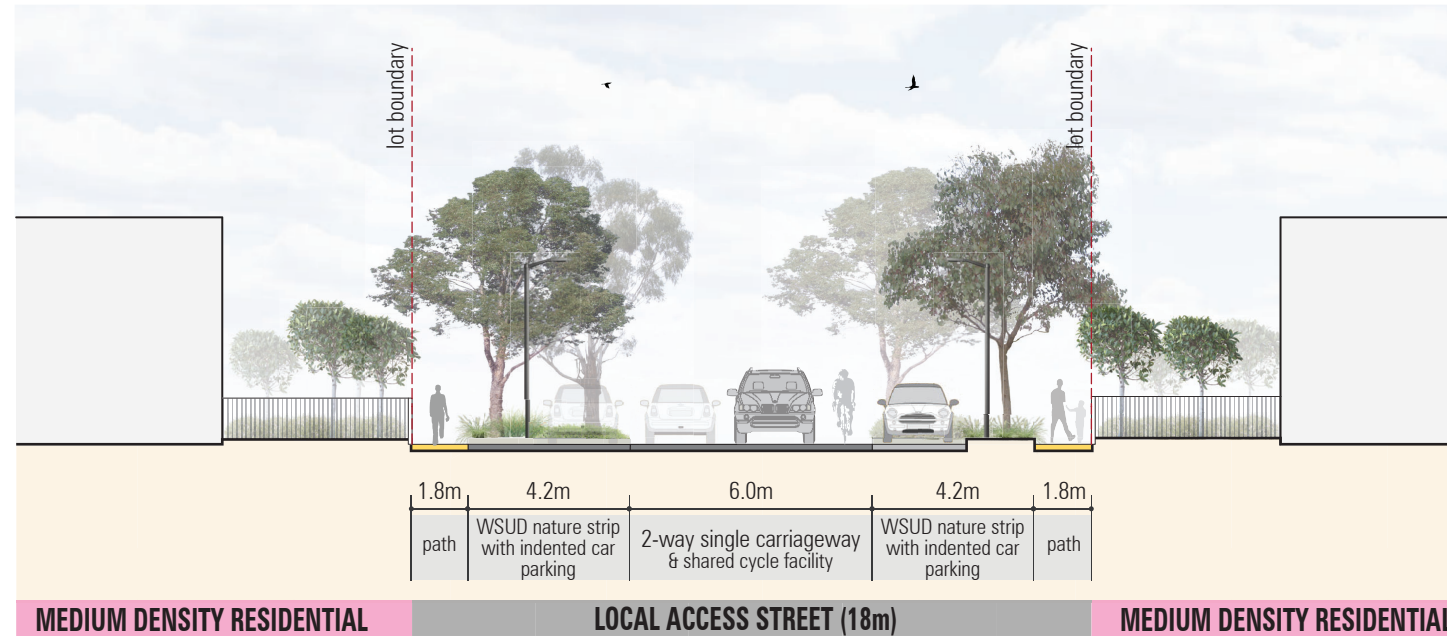 lot boundary
lot boundary
1.8m
4.2m
6.0m
4.2m
1.8m
path
WSUD nature strip
with indented car
parking
2-way single carriageway
& shared cycle facility
WSUD nature strip
with indented car
parking
path
MEDIUM DENSITY RESIDENTIAL
LOCAL ACCESS STREET (18m)
MEDIUM DENSITY RESIDENTIAL